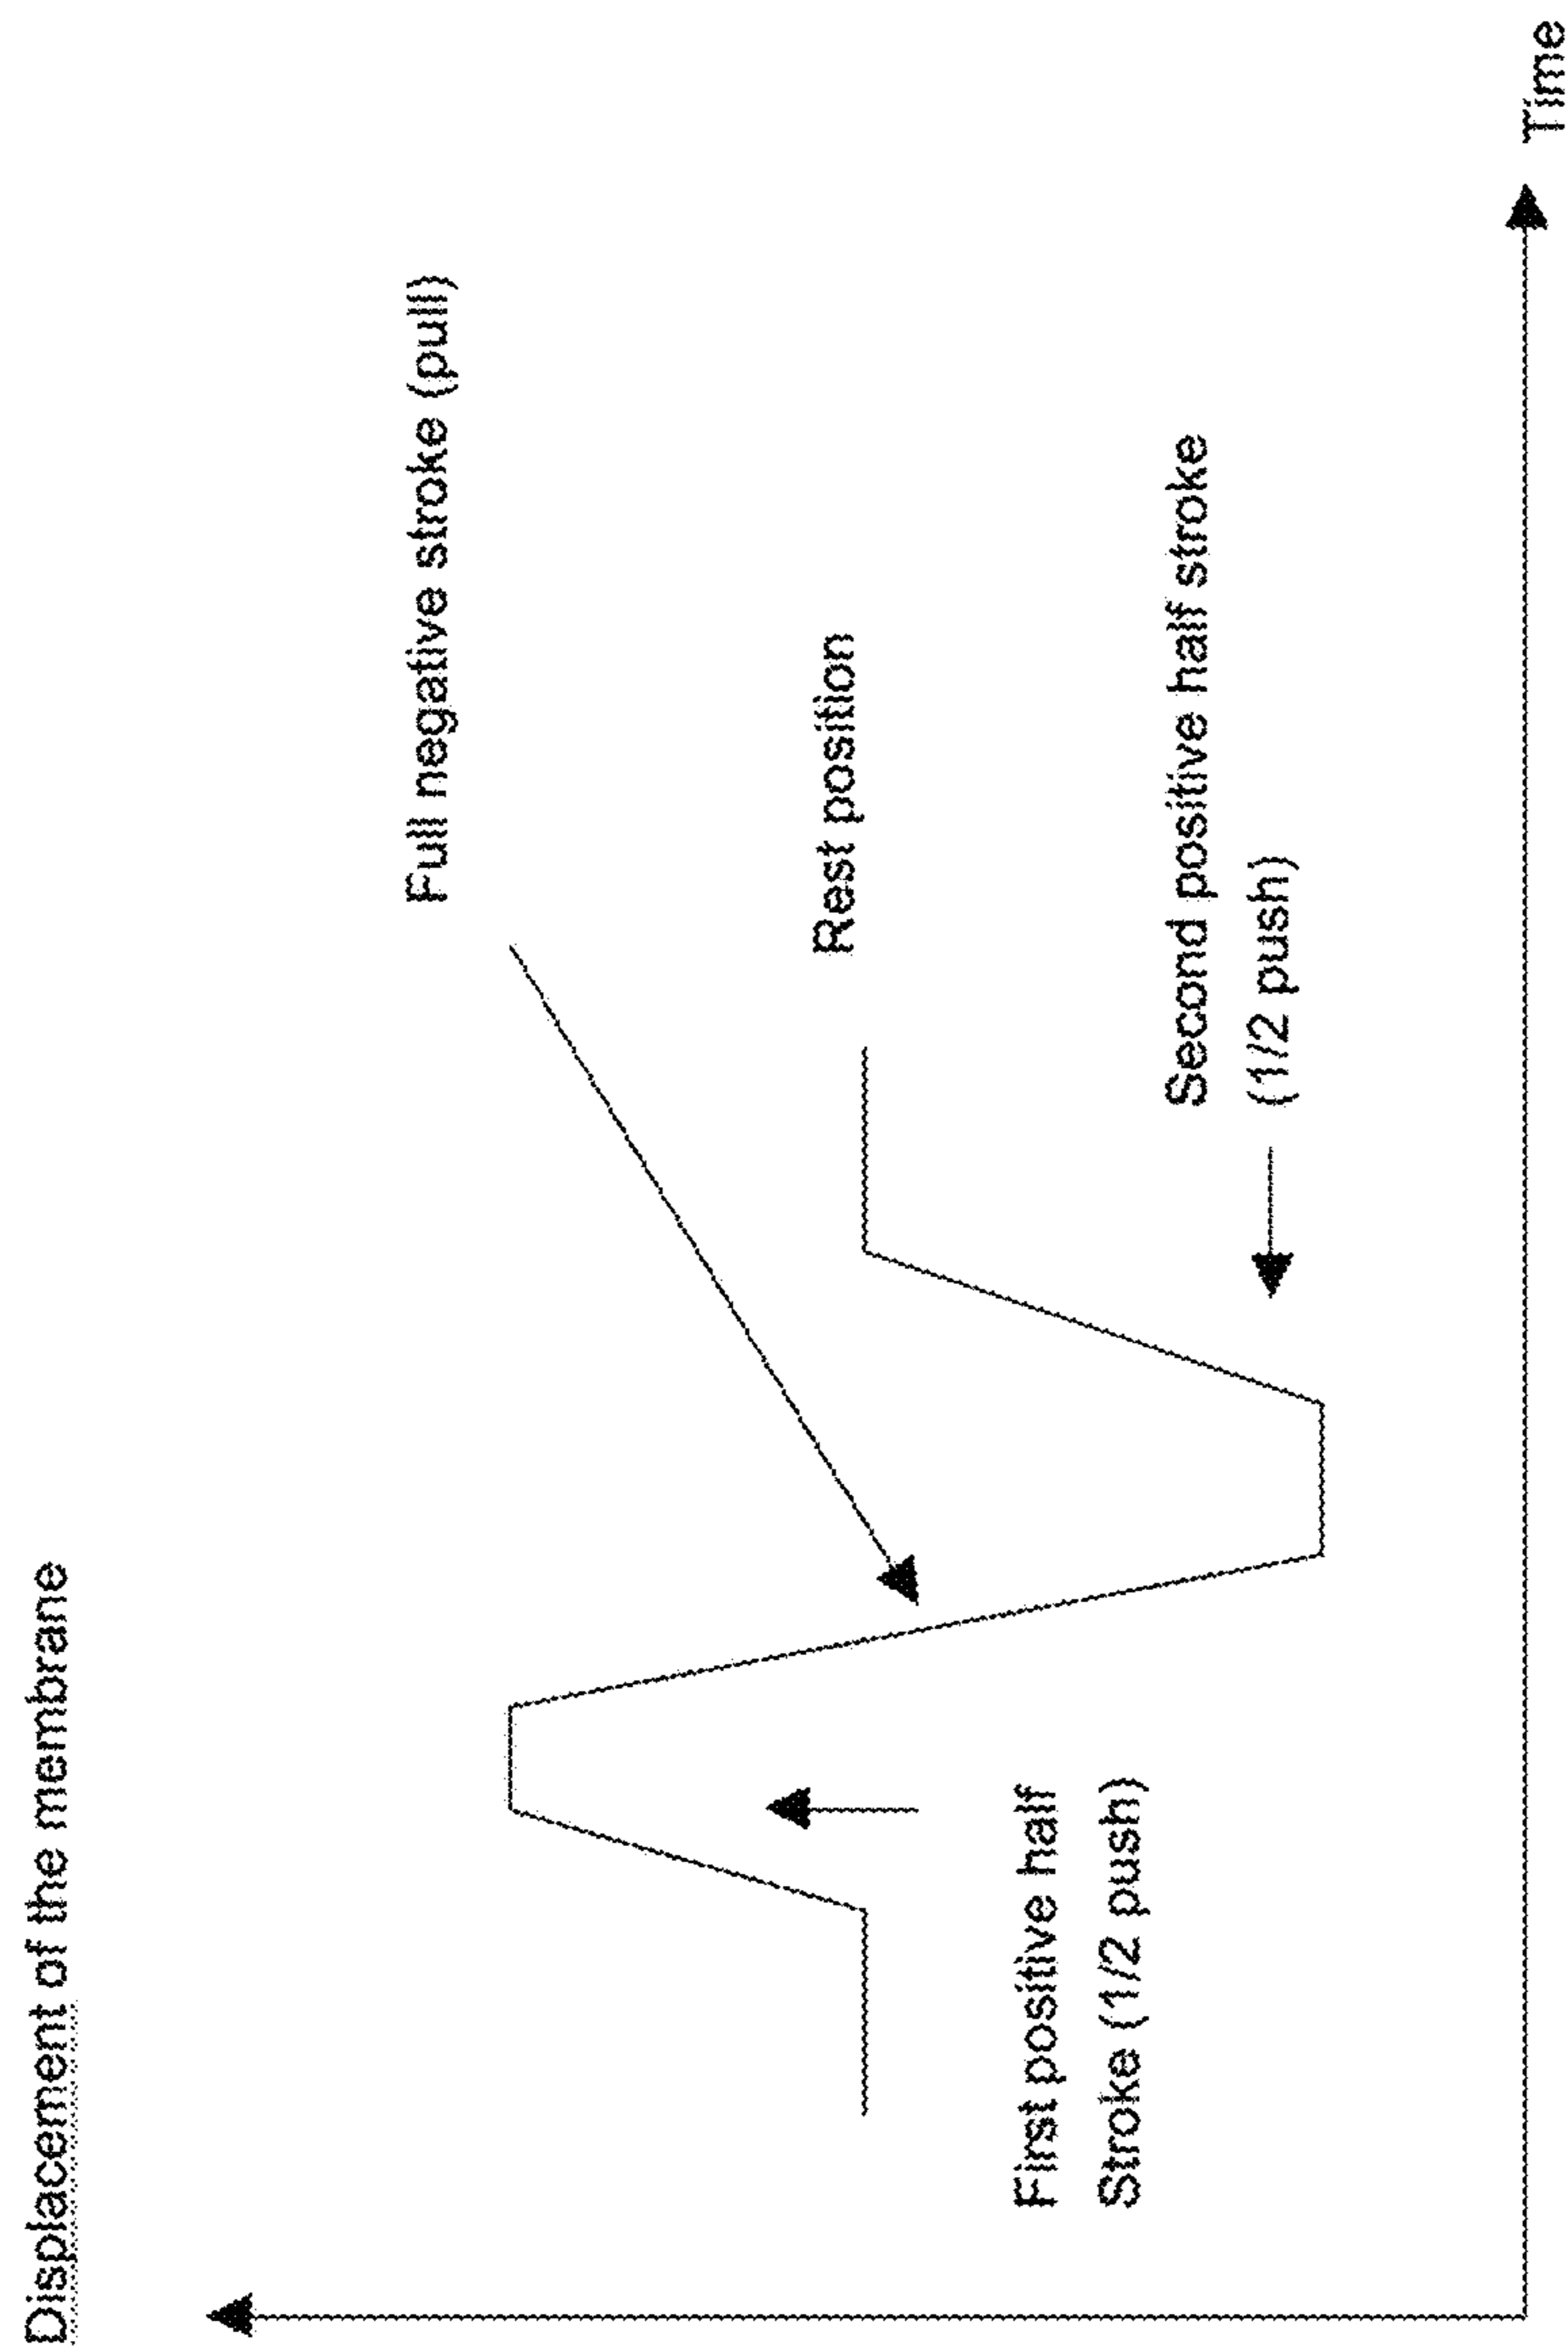 Displacement of the membrane
Full negative stroke (pull)
Rest position
First positive half
Stroke (1/2 push)
Second positive half stroke
(1/2 push)
Time